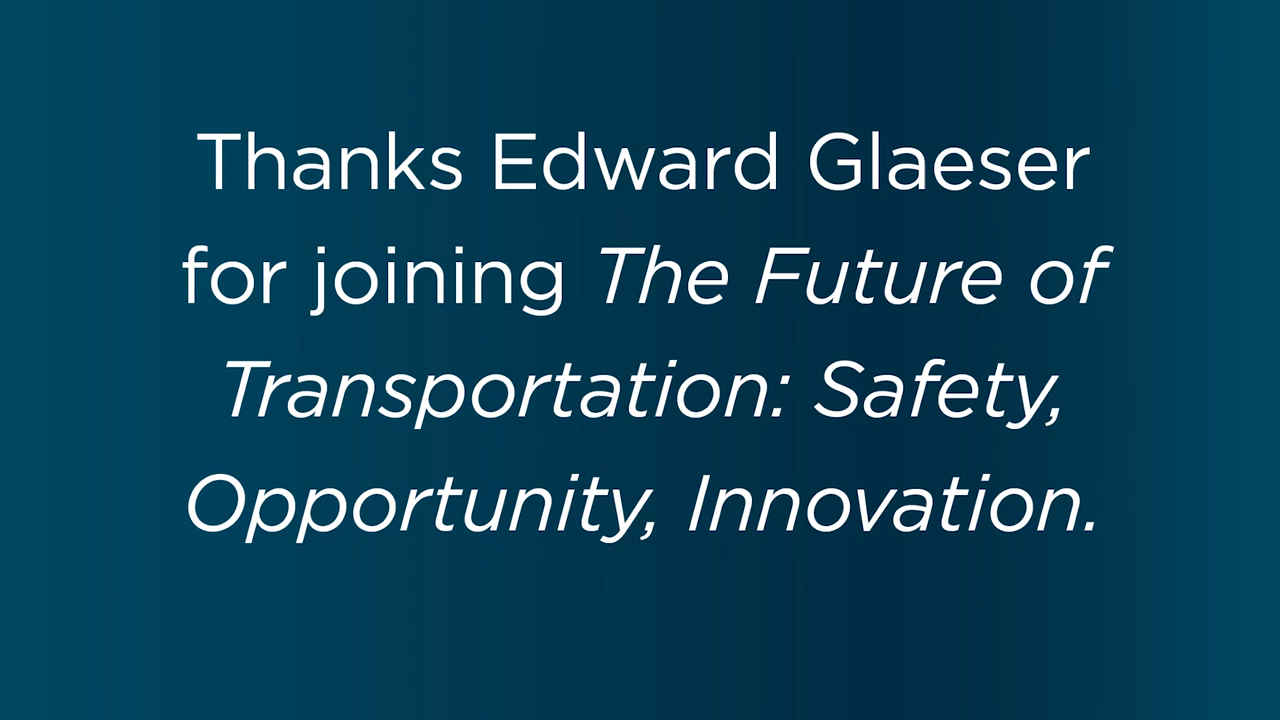 Thanks Edward Glaeser
for joining The Future of
Transportation: Safety,
Opportunity, Innovation.